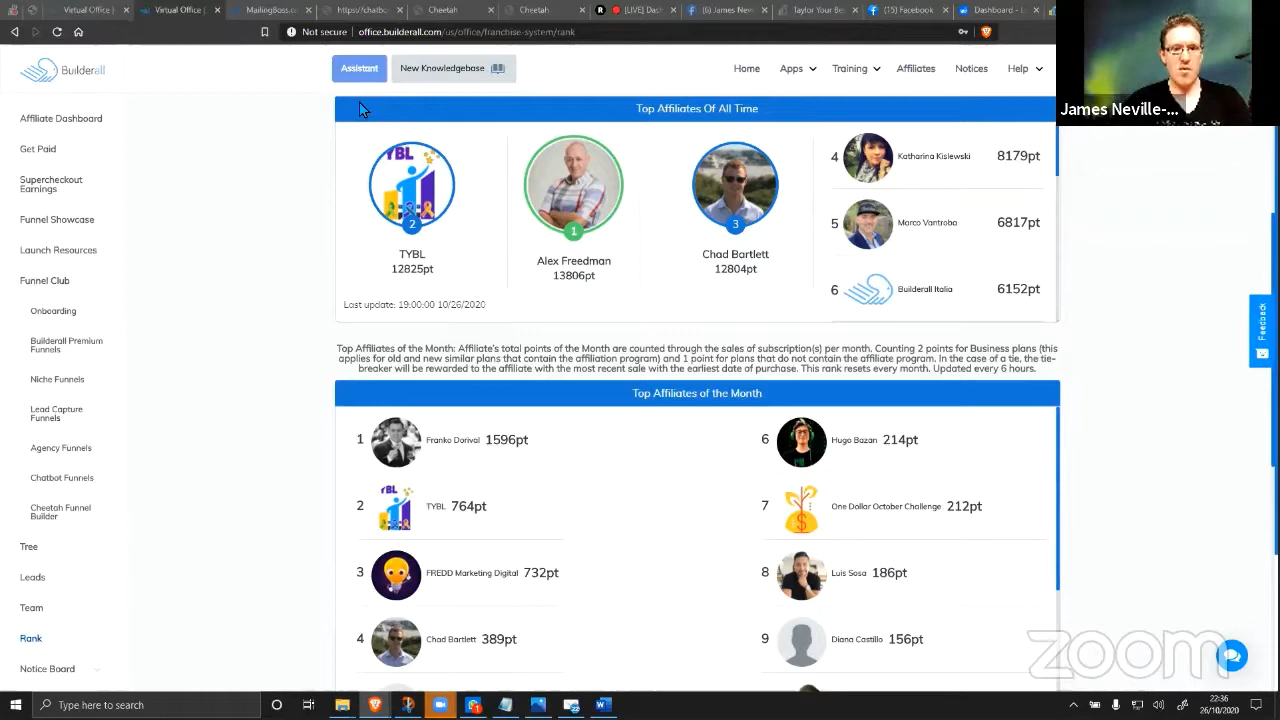 Virtual Office |
Virtual Office |
MailingBoss.co
https://chatbo
Cheetah
Cheetah
[LIVE] Das
(6) James Nev
Taylor Your Be
(15) Facebook
Dashboard - L
Not secure | office.builderall.com/us/office/franchise-system/rank
James Neville-...
Builderall
Assistant
New Knowledgebase
Home
Apps
Training
Affiliates
Notices
Help
Affiliate Dashboard
Get Paid
Supercheckout
Earnings
Funnel Showcase
Launch Resources
Funnel Club
Onboarding
Builderall Premium
Funnels
Niche Funnels
Lead Capture
Funnels
Agency Funnels
Chatbot Funnels
Cheetah Funnel
Builder
Tree
Leads
Team
Rank
Notice Board
Top Affiliates Of All Time
YBL
2
TYBL
12825pt
1
Alex Freedman
13806pt
3
Chad Bartlett
12804pt
4 Katharina Kislewski 8179pt
5 Marco Vantroba 6817pt
6 Builderall Italia 6152pt
Last update: 19:00:00 10/26/2020
Top Affiliates of the Month: Affiliate's total points of the Month are counted through the sales of subscription(s) per month. Counting 2 points for Business plans (this
applies for old and new similar plans that contain the affiliation program) and 1 point for plans that do not contain the affiliate program. In the case of a tie, the tie-
breaker will be rewarded to the affiliate with the most recent sale with the earliest date of purchase. This rank resets every month. Updated every 6 hours.
Top Affiliates of the Month
1 Franko Dorival 1596pt
2 YBL TYBL 764pt
3 FREDD Marketing Digital 732pt
4 Chad Bartlett 389pt
6 Hugo Bazan 214pt
7 One Dollar October Challenge 212pt
8 Luis Sosa 186pt
9 Diana Castillo 156pt
Feedback
zoom
Type here to search
22:36
26/10/2020